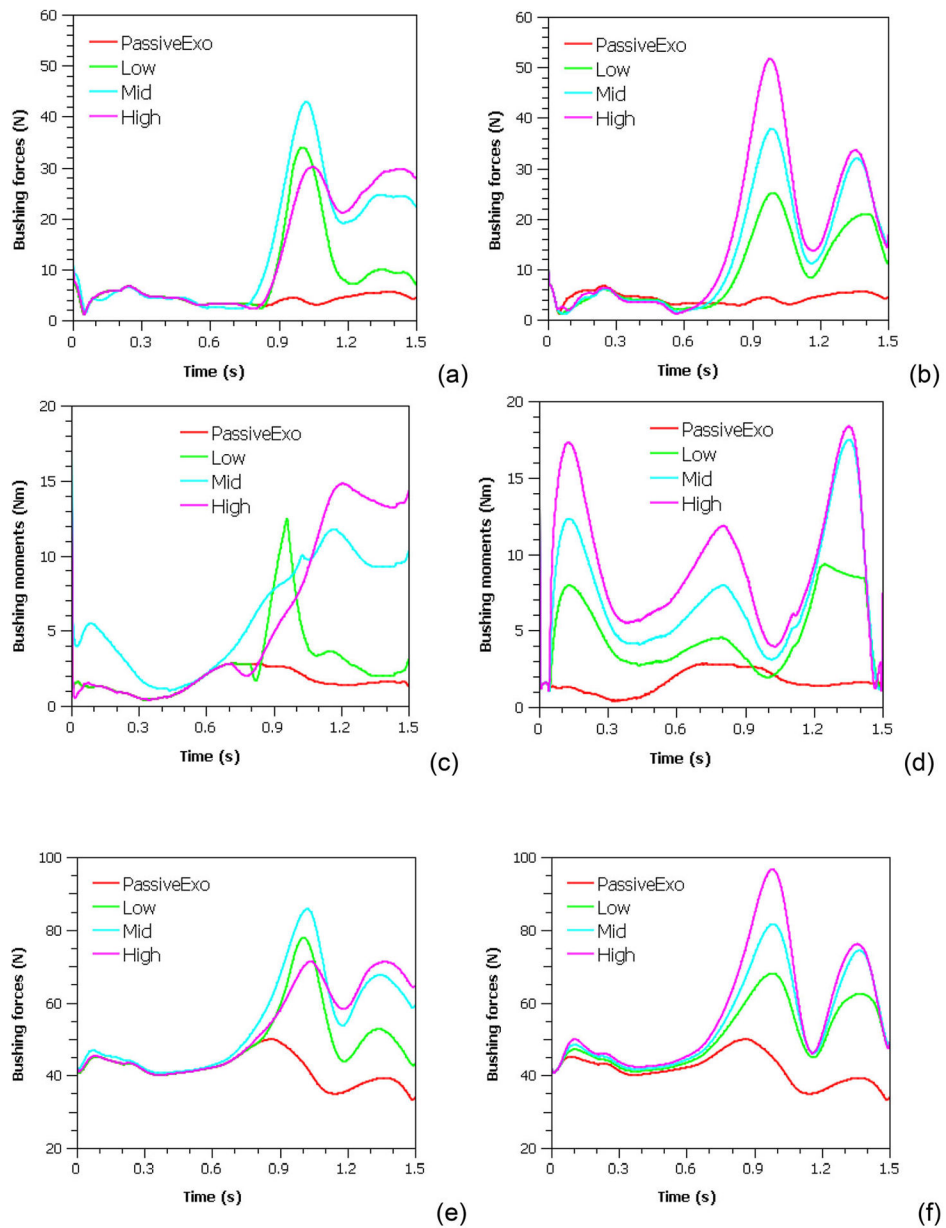 60
50
40
30
20
10
0
Bushing forces (N)
PassiveExo
Low
Mid
High
0 0.3 0.6 0.9 1.2 1.5
Time (s)
(a)
60
50
40
30
20
10
0
Bushing forces (N)
PassiveExo
Low
Mid
High
0 0.3 0.6 0.9 1.2 1.5
Time (s)
(b)
20
15
10
5
0
Bushing moments (Nm)
PassiveExo
Low
Mid
High
0 0.3 0.6 0.9 1.2 1.5
Time (s)
(c)
20
15
10
5
0
Bushing moments (Nm)
PassiveExo
Low
Mid
High
0 0.3 0.6 0.9 1.2 1.5
Time (s)
(d)
100
80
60
40
20
Bushing forces (N)
PassiveExo
Low
Mid
High
0 0.3 0.6 0.9 1.2 1.5
Time (s)
(e)
100
80
60
40
20
Bushing forces (N)
PassiveExo
Low
Mid
High
0 0.3 0.6 0.9 1.2 1.5
Time (s)
(f)